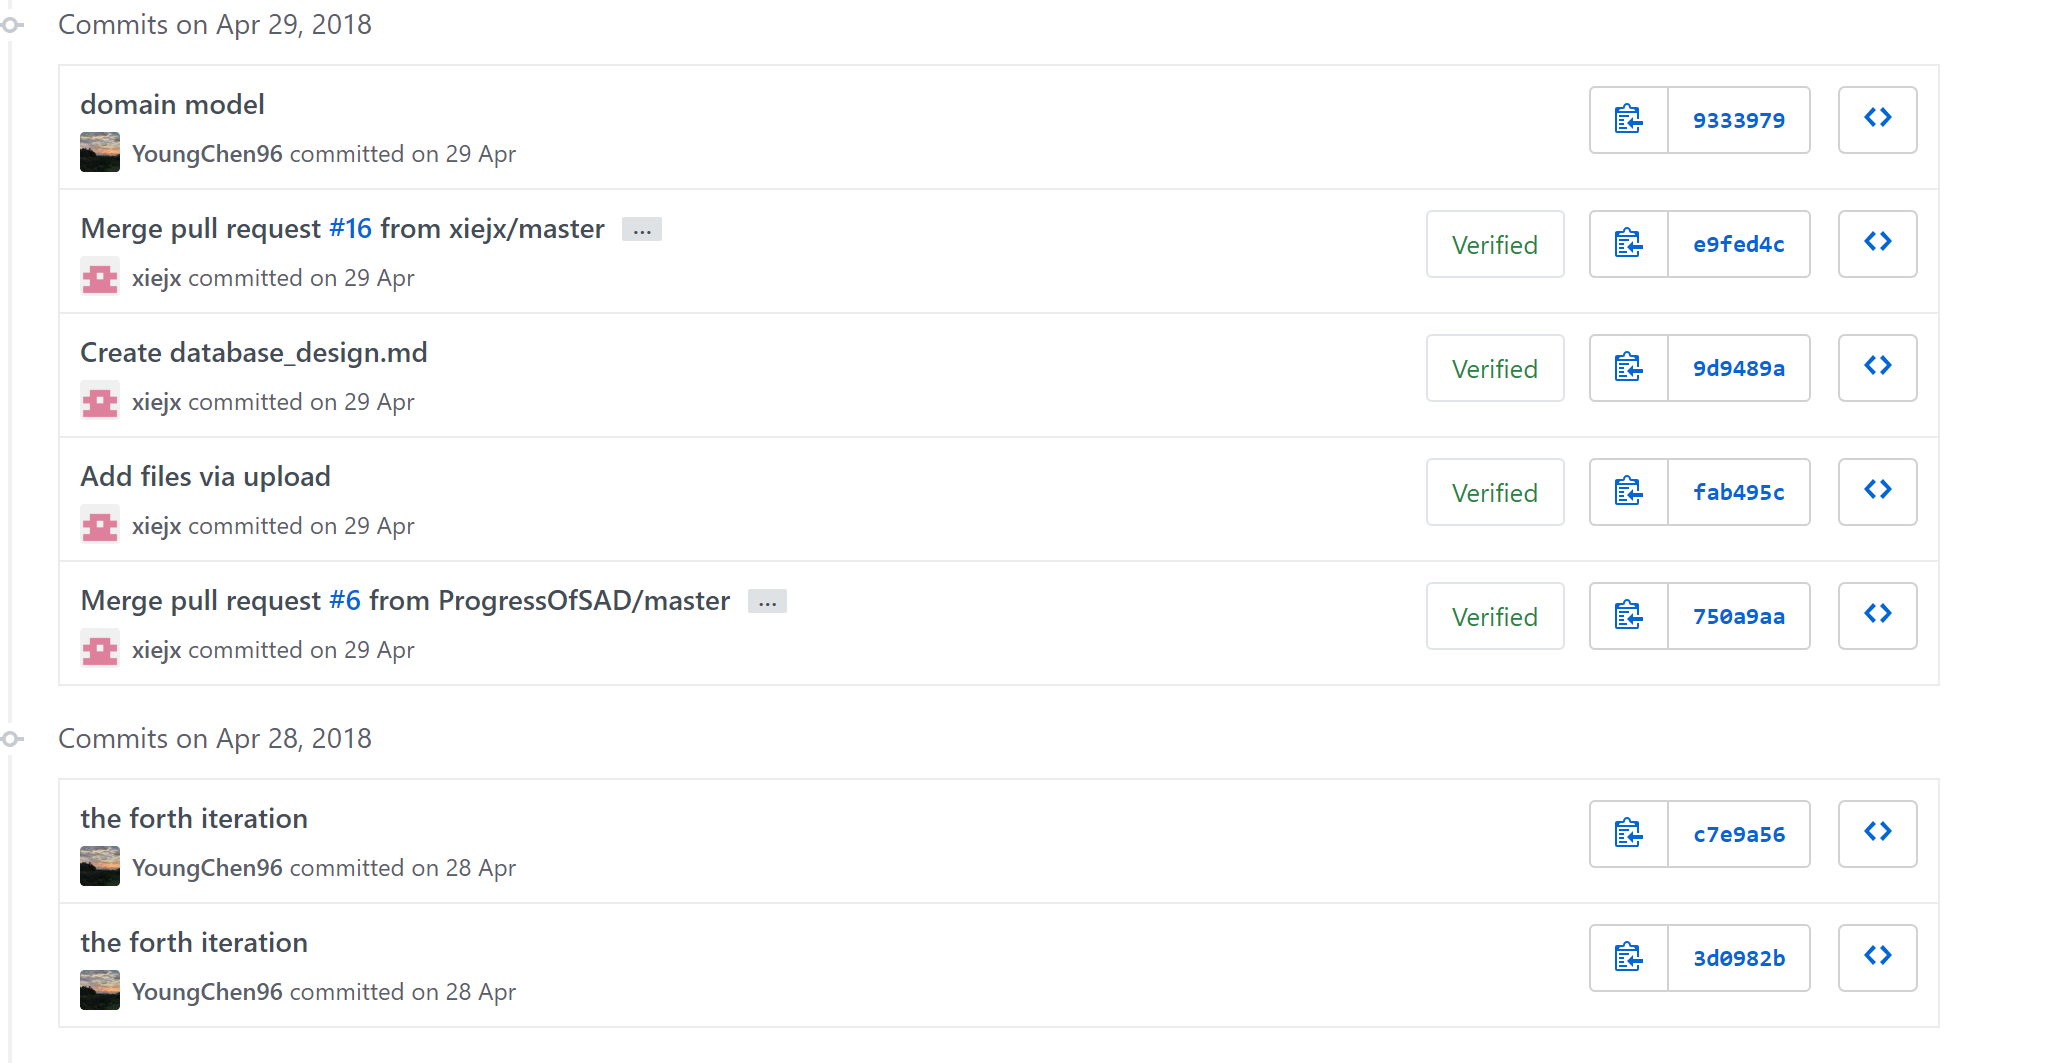 Commits on Apr 29, 2018
domain model
9333979
YoungChen96 committed on 29 Apr
Merge pull request #16 from xiejx/master ...
Verified
e9fed4c
xiejx committed on 29 Apr
Create database_design.md
Verified
9d9489a
xiejx committed on 29 Apr
Add files via upload
Verified
fab495c
xiejx committed on 29 Apr
Merge pull request #6 from ProgressOfSAD/master ...
Verified
750a9aa
xiejx committed on 29 Apr
Commits on Apr 28, 2018
the forth iteration
c7e9a56
YoungChen96 committed on 28 Apr
the forth iteration
3d0982b
YoungChen96 committed on 28 Apr